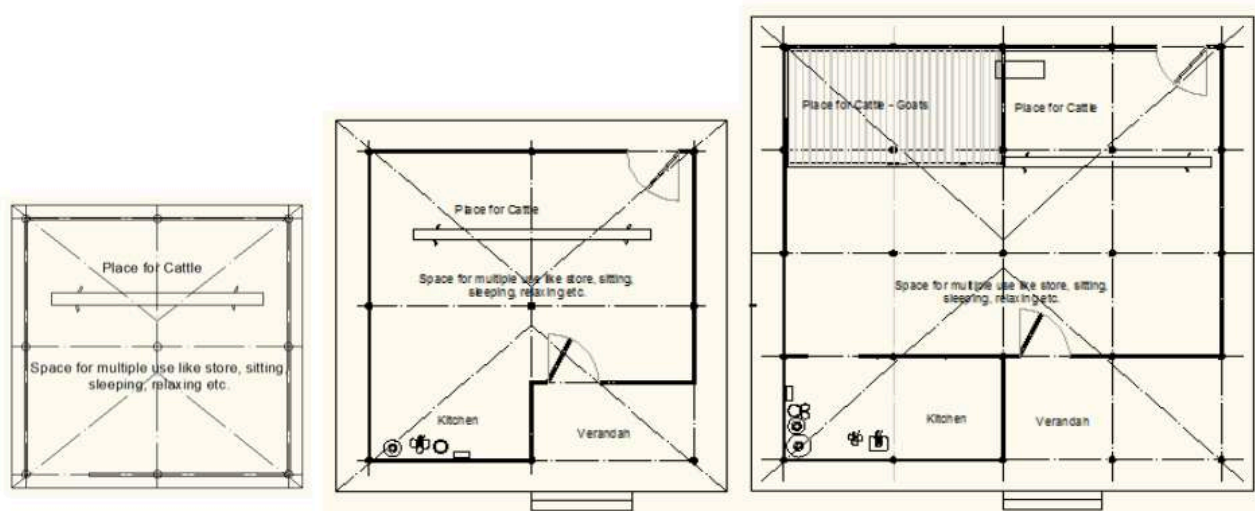 Place for Cattle
Space for multiple use like store, sitting
sleeping, relaxing etc.
Place for Cattle
Space for multiple use like store, sitting,
sleeping, relaxing etc.
Kitchen
Verandah
Place for Cattle - Goats
Place for Cattle
Space for multiple use like store, sitting,
sleeping, relaxing etc.
Kitchen
Verandah